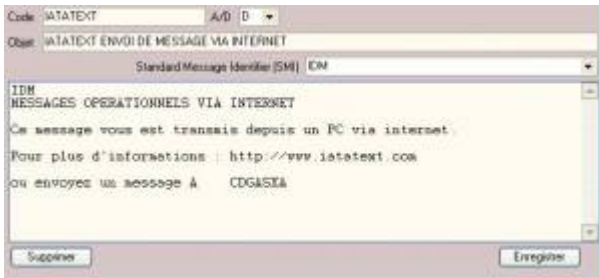 Code IATATEXT A/D D
Objet IATATEXT ENVOI DE MESSAGE VIA INTERNET
Standard Message Identifier (SMI) IDM
IDM
MESSAGES OPERATIONNELS VIA INTERNET
Ce message vous est transmis depuis un PC via internet.
Pour plus d'informations : http://www.iatatext.com
ou envoyez un message A CDGASXA
Supprimer Enregistrer